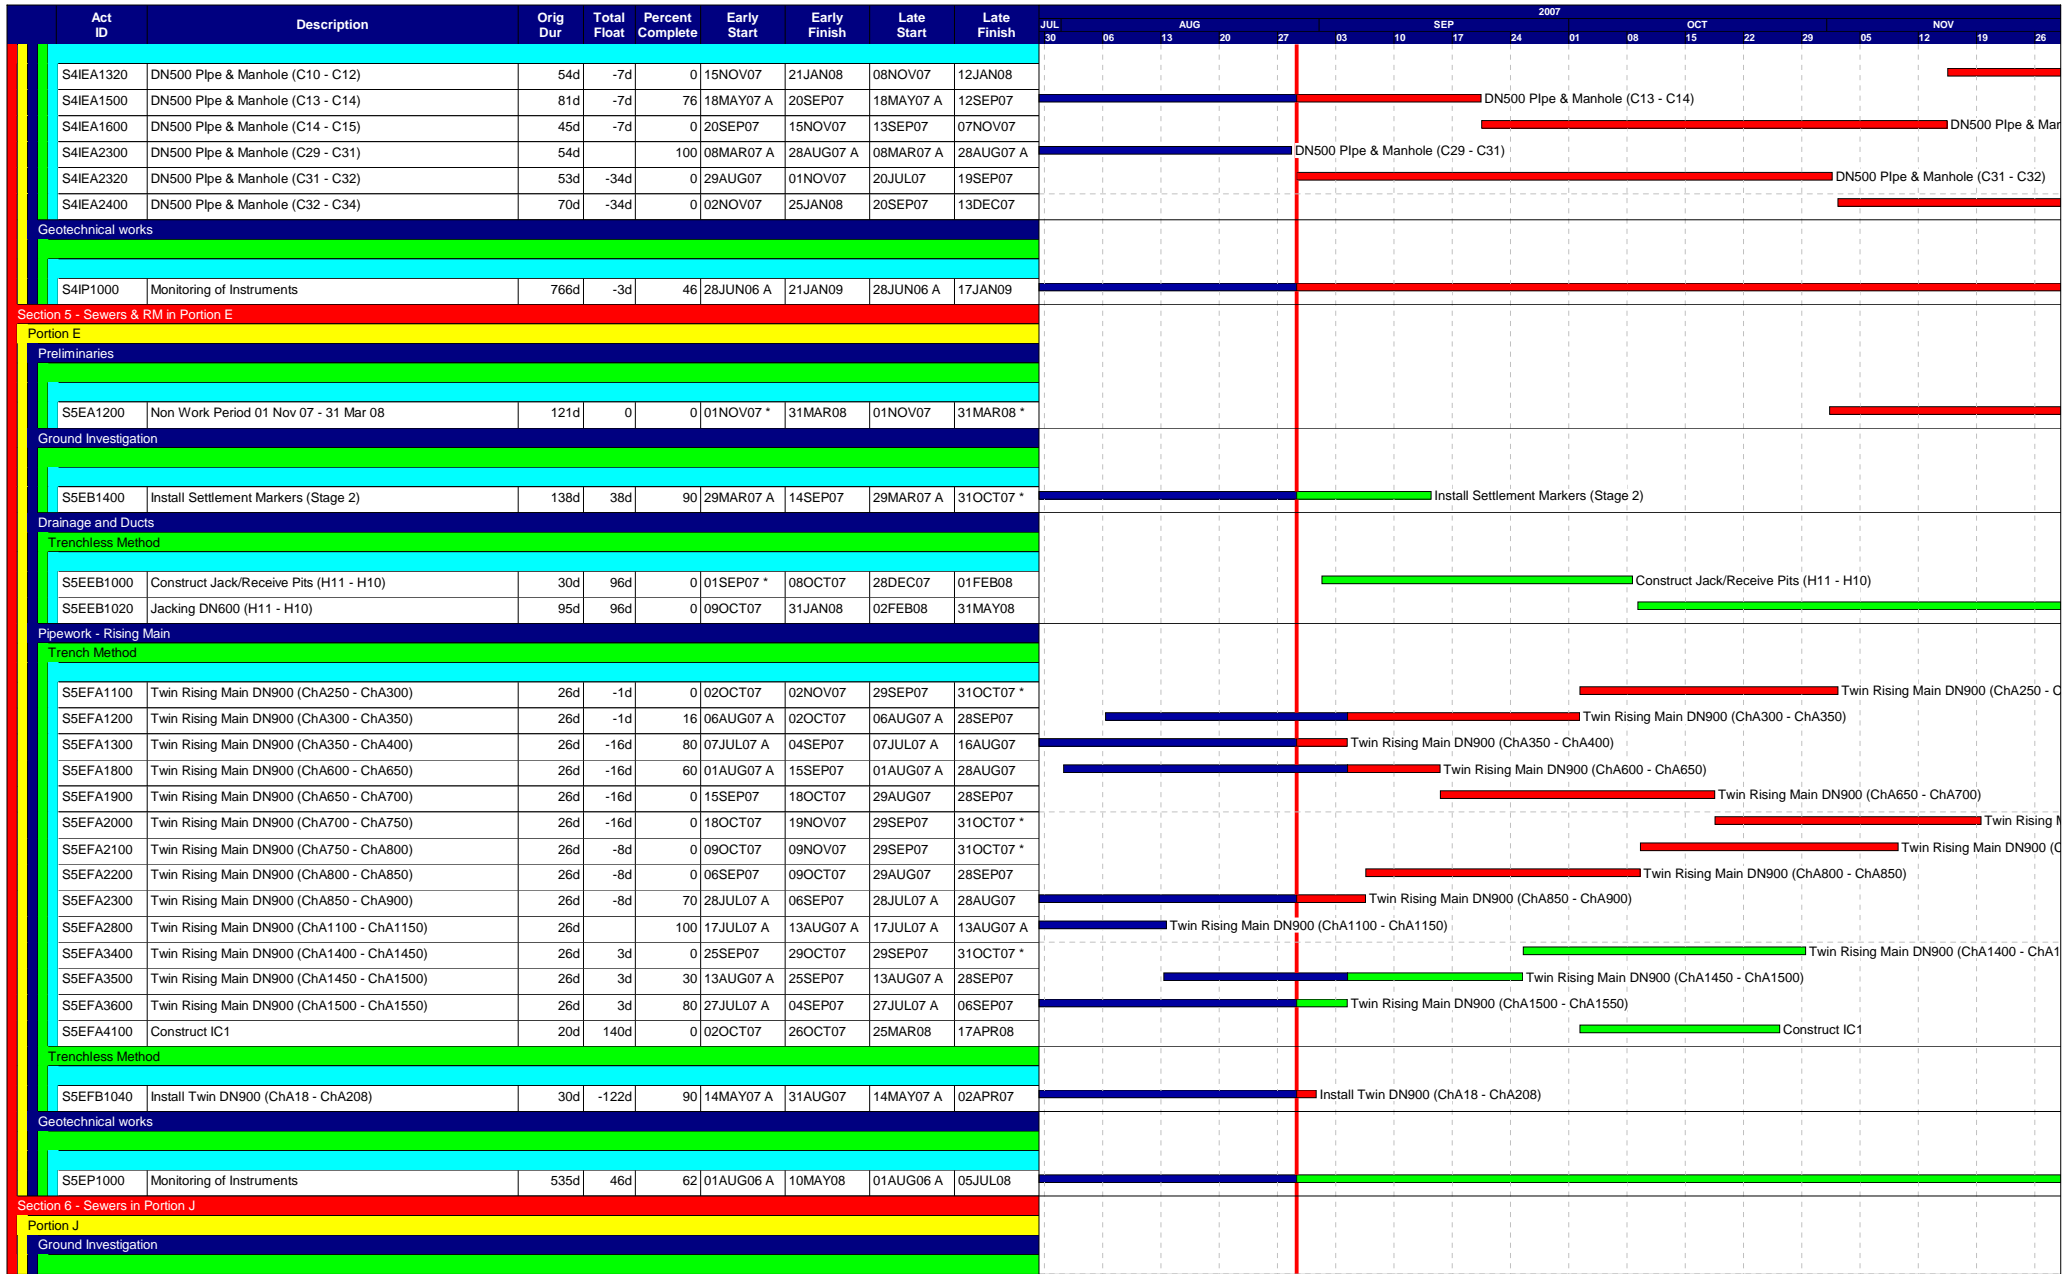 Act ID Description Orig Dur Total Float Percent Complete Early Start Early Finish Late Start Late Finish
2007
JUL AUG SEP OCT NOV
30 06 13 20 27 03 10 17 24 01 08 15 22 29 05 12 19 26
S4IEA1320 DN500 PIpe & Manhole (C10 - C12) 54d -7d 0 15NOV07 21JAN08 08NOV07 12JAN08
S4IEA1500 DN500 PIpe & Manhole (C13 - C14) 81d -7d 76 18MAY07 A 20SEP07 18MAY07 A 12SEP07 DN500 PIpe & Manhole (C13 - C14)
S4IEA1600 DN500 PIpe & Manhole (C14 - C15) 45d -7d 0 20SEP07 15NOV07 13SEP07 07NOV07 DN500 PIpe & Mar
S4IEA2300 DN500 PIpe & Manhole (C29 - C31) 54d 100 08MAR07 A 28AUG07 A 08MAR07 A 28AUG07 A DN500 PIpe & Manhole (C29 - C31)
S4IEA2320 DN500 PIpe & Manhole (C31 - C32) 53d -34d 0 29AUG07 01NOV07 20JUL07 19SEP07 DN500 PIpe & Manhole (C31 - C32)
S4IEA2400 DN500 PIpe & Manhole (C32 - C34) 70d -34d 0 02NOV07 25JAN08 20SEP07 13DEC07
Geotechnical works
S4IP1000 Monitoring of Instruments 766d -3d 46 28JUN06 A 21JAN09 28JUN06 A 17JAN09
Section 5 - Sewers & RM in Portion E
Portion E
Preliminaries
S5EA1200 Non Work Period 01 Nov 07 - 31 Mar 08 121d 0 0 01NOV07 * 31MAR08 01NOV07 31MAR08 *
Ground Investigation
S5EB1400 Install Settlement Markers (Stage 2) 138d 38d 90 29MAR07 A 14SEP07 29MAR07 A 31OCT07 * Install Settlement Markers (Stage 2)
Drainage and Ducts
Trenchless Method
S5EEB1000 Construct Jack/Receive Pits (H11 - H10) 30d 96d 0 01SEP07 * 08OCT07 28DEC07 01FEB08 Construct Jack/Receive Pits (H11 - H10)
S5EEB1020 Jacking DN600 (H11 - H10) 95d 96d 0 09OCT07 31JAN08 02FEB08 31MAY08
Pipework - Rising Main
Trench Method
S5EFA1100 Twin Rising Main DN900 (ChA250 - ChA300) 26d -1d 0 02OCT07 02NOV07 29SEP07 31OCT07 * Twin Rising Main DN900 (ChA250 - C
S5EFA1200 Twin Rising Main DN900 (ChA300 - ChA350) 26d -1d 16 06AUG07 A 02OCT07 06AUG07 A 28SEP07 Twin Rising Main DN900 (ChA300 - ChA350)
S5EFA1300 Twin Rising Main DN900 (ChA350 - ChA400) 26d -16d 80 07JUL07 A 04SEP07 07JUL07 A 16AUG07 Twin Rising Main DN900 (ChA350 - ChA400)
S5EFA1800 Twin Rising Main DN900 (ChA600 - ChA650) 26d -16d 60 01AUG07 A 15SEP07 01AUG07 A 28AUG07 Twin Rising Main DN900 (ChA600 - ChA650)
S5EFA1900 Twin Rising Main DN900 (ChA650 - ChA700) 26d -16d 0 15SEP07 18OCT07 29AUG07 28SEP07 Twin Rising Main DN900 (ChA650 - ChA700)
S5EFA2000 Twin Rising Main DN900 (ChA700 - ChA750) 26d -16d 0 18OCT07 19NOV07 29SEP07 31OCT07 * Twin Rising
S5EFA2100 Twin Rising Main DN900 (ChA750 - ChA800) 26d -8d 0 09OCT07 09NOV07 29SEP07 31OCT07 * Twin Rising Main DN900 (C
S5EFA2200 Twin Rising Main DN900 (ChA800 - ChA850) 26d -8d 0 06SEP07 09OCT07 29AUG07 28SEP07 Twin Rising Main DN900 (ChA800 - ChA850)
S5EFA2300 Twin Rising Main DN900 (ChA850 - ChA900) 26d -8d 70 28JUL07 A 06SEP07 28JUL07 A 28AUG07 Twin Rising Main DN900 (ChA850 - ChA900)
S5EFA2800 Twin Rising Main DN900 (ChA1100 - ChA1150) 26d 100 17JUL07 A 13AUG07 A 17JUL07 A 13AUG07 A Twin Rising Main DN900 (ChA1100 - ChA1150)
S5EFA3400 Twin Rising Main DN900 (ChA1400 - ChA1450) 26d 3d 0 25SEP07 29OCT07 29SEP07 31OCT07 * Twin Rising Main DN900 (ChA1400 - ChA1
S5EFA3500 Twin Rising Main DN900 (ChA1450 - ChA1500) 26d 3d 30 13AUG07 A 25SEP07 13AUG07 A 28SEP07 Twin Rising Main DN900 (ChA1450 - ChA1500)
S5EFA3600 Twin Rising Main DN900 (ChA1500 - ChA1550) 26d 3d 80 27JUL07 A 04SEP07 27JUL07 A 06SEP07 Twin Rising Main DN900 (ChA1500 - ChA1550)
S5EFA4100 Construct IC1 20d 140d 0 02OCT07 26OCT07 25MAR08 17APR08 Construct IC1
Trenchless Method
S5EFB1040 Install Twin DN900 (ChA18 - ChA208) 30d -122d 90 14MAY07 A 31AUG07 14MAY07 A 02APR07 Install Twin DN900 (ChA18 - ChA208)
Geotechnical works
S5EP1000 Monitoring of Instruments 535d 46d 62 01AUG06 A 10MAY08 01AUG06 A 05JUL08
Section 6 - Sewers in Portion J
Portion J
Ground Investigation